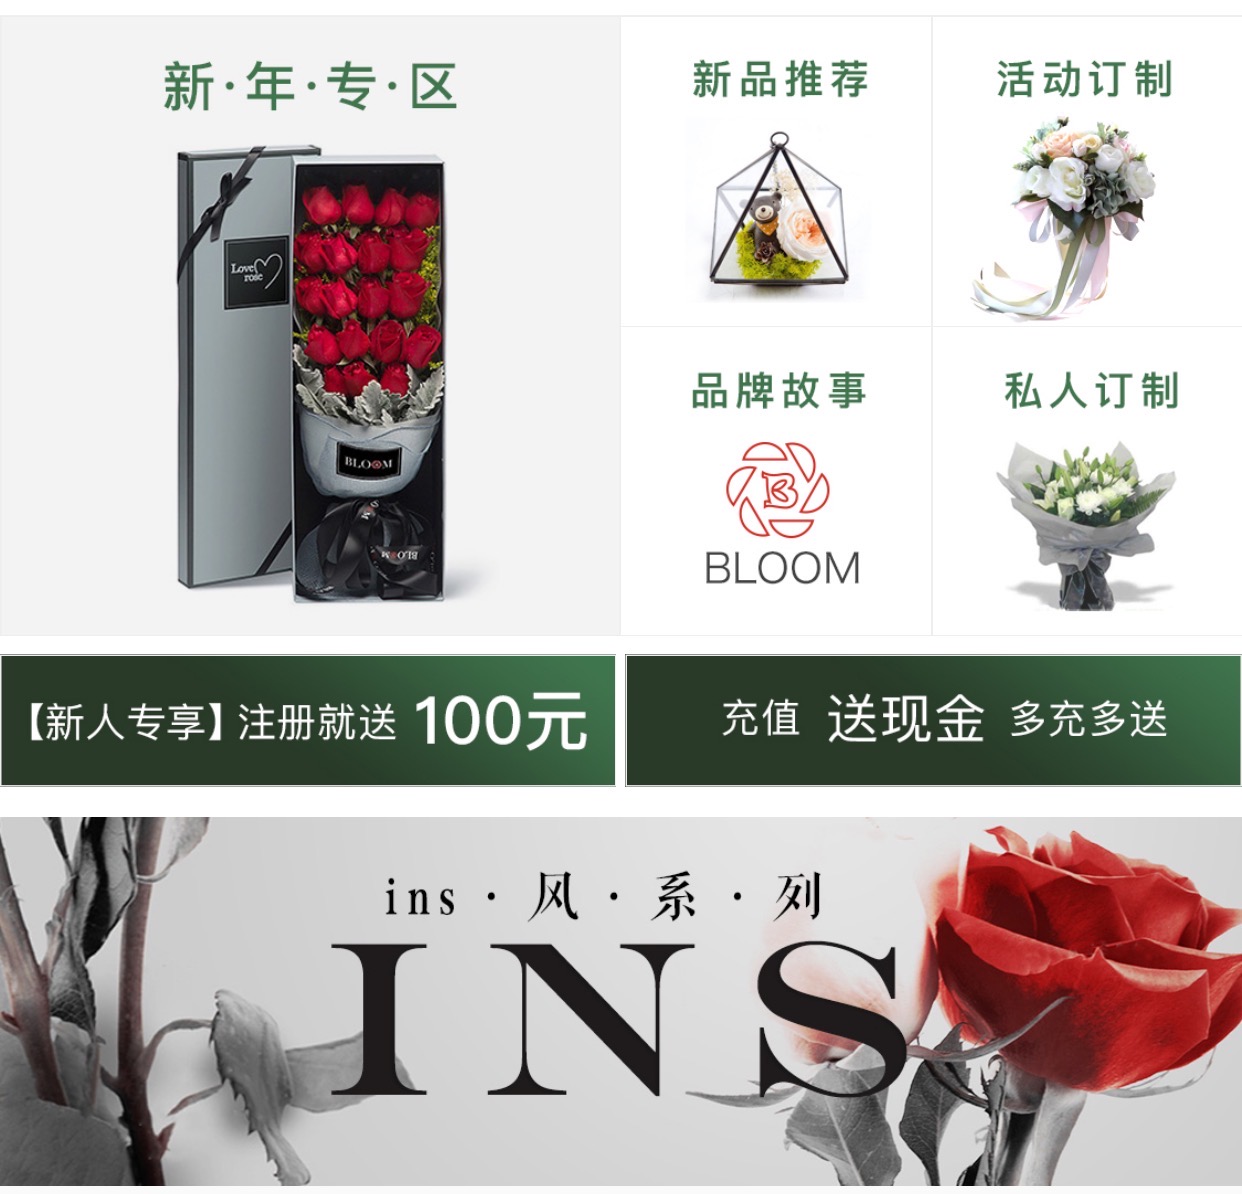 新·年·专·区
Love
rose
BLOOM
BLOOM
新品推荐
活动订制
品牌故事
B
BLOOM
私人订制
【新人专享】注册就送 100元
充值 送现金 多充多送
ins·风·系·列
INS